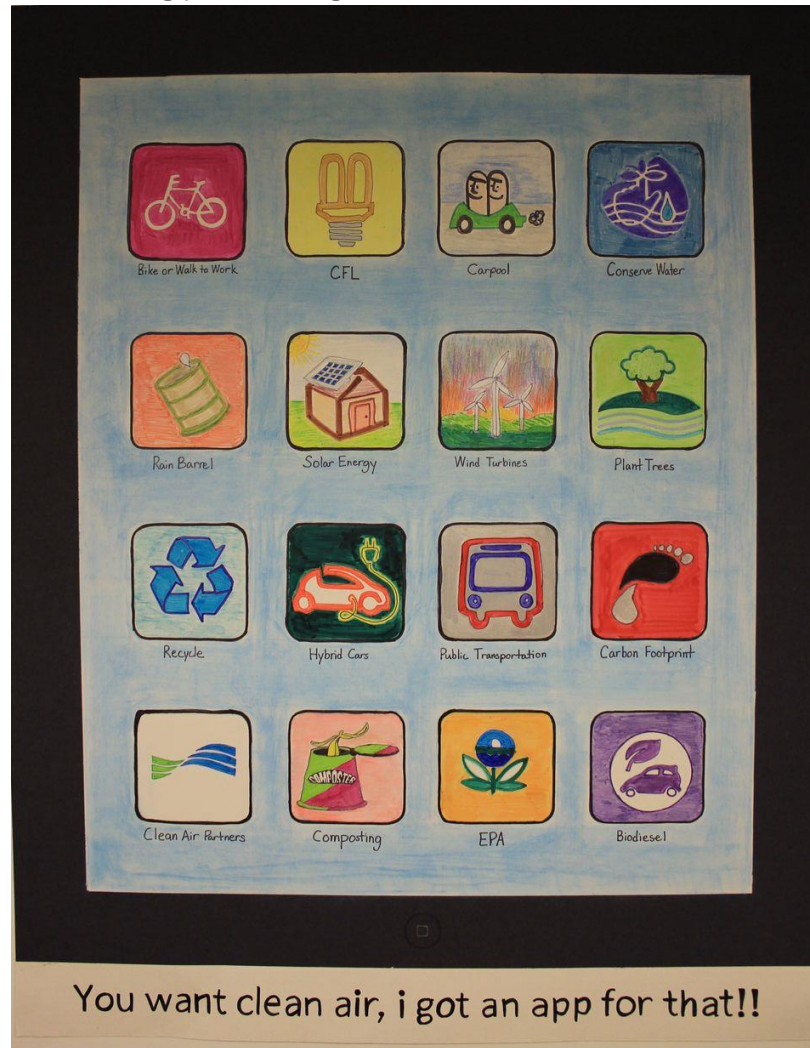 Bike or Walk to Work
CFL
Carpool
Conserve Water
Rain Barrel
Solar Energy
Wind Turbines
Plant Trees
Recycle
Hybrid Cars
Public Transportation
Carbon Footprint
COMPOSTER
Clean Air Partners
Composting
EPA
Biodiesel
You want clean air, i got an app for that!!